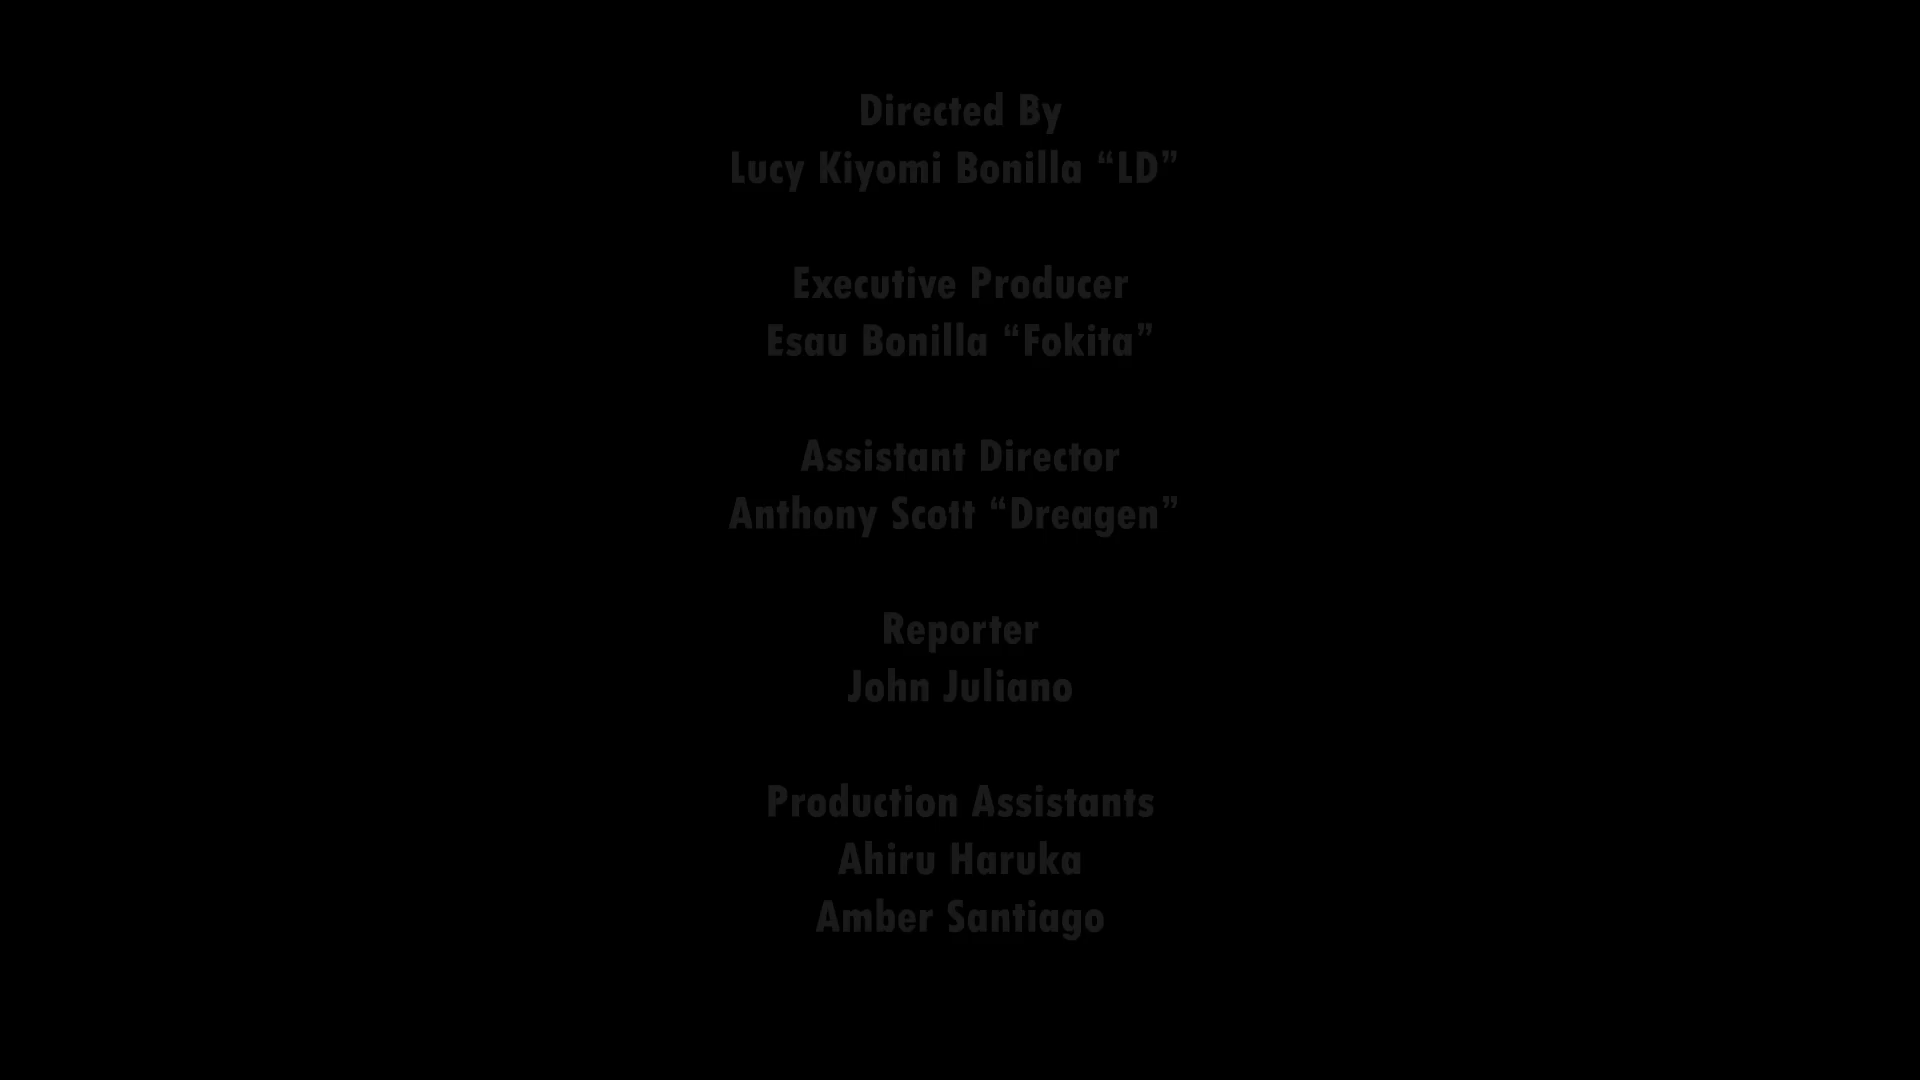 Directed By
Lucy Kiyomi Bonilla “LD”
Executive Producer
Esau Bonilla “Fokita”
Assistant Director
Anthony Scott “Dreagen”
Reporter
John Juliano
Production Assistants
Ahiru Haruka
Amber Santiago